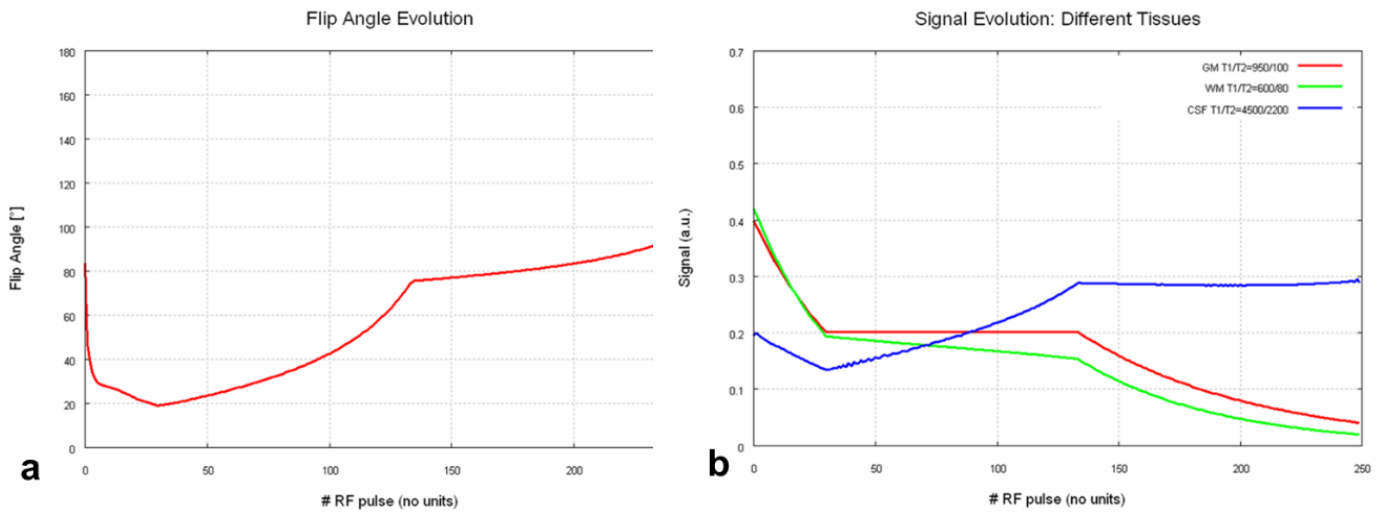 Flip Angle Evolution
180
160
140
120
100
80
60
40
20
0
Flip Angle [°]
0 50 100 150 200
# RF pulse (no units)
a
Signal Evolution: Different Tissues
GM T1/T2=950/100
WM T1/T2=600/80
CSF T1/T2=4500/2200
0.7
0.6
0.5
0.4
0.3
0.2
0.1
0
Signal (a.u.)
0 50 100 150 200 250
# RF pulse (no units)
b